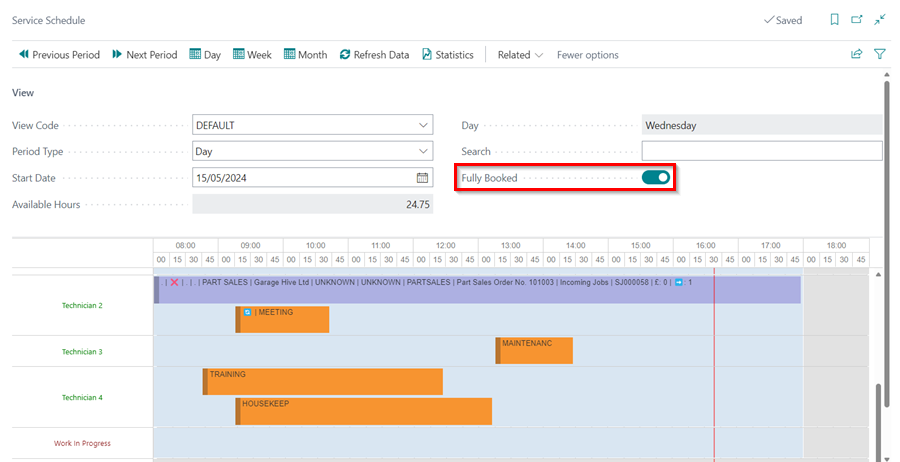 Service Schedule
Saved
Previous Period Next Period Day Week Month Refresh Data Statistics Related Fewer options
View
View Code DEFAULT Day Wednesday
Period Type Day Search
Start Date 15/05/2024 Fully Booked
Available Hours 24.75
08:00 09:00 10:00 11:00 12:00 13:00 14:00 15:00 16:00 17:00 18:00
00 15 30 45 00 15 30 45 00 15 30 45 00 15 30 45 00 15 30 45 00 15 30 45 00 15 30 45 00 15 30 45 00 15 30 45 00 15 30 45 00 15 30 45
. | ❌ | . | . | PART SALES | Garage Hive Ltd | UNKNOWN | UNKNOWN | PARTSALES | Part Sales Order No. 101003 | Incoming Jobs | SJ000058 | £: 0 | ➡ : 1
Technician 2
| MEETING
Technician 3
MAINTENANC
TRAINING
Technician 4
HOUSEKEEP
Work In Progress